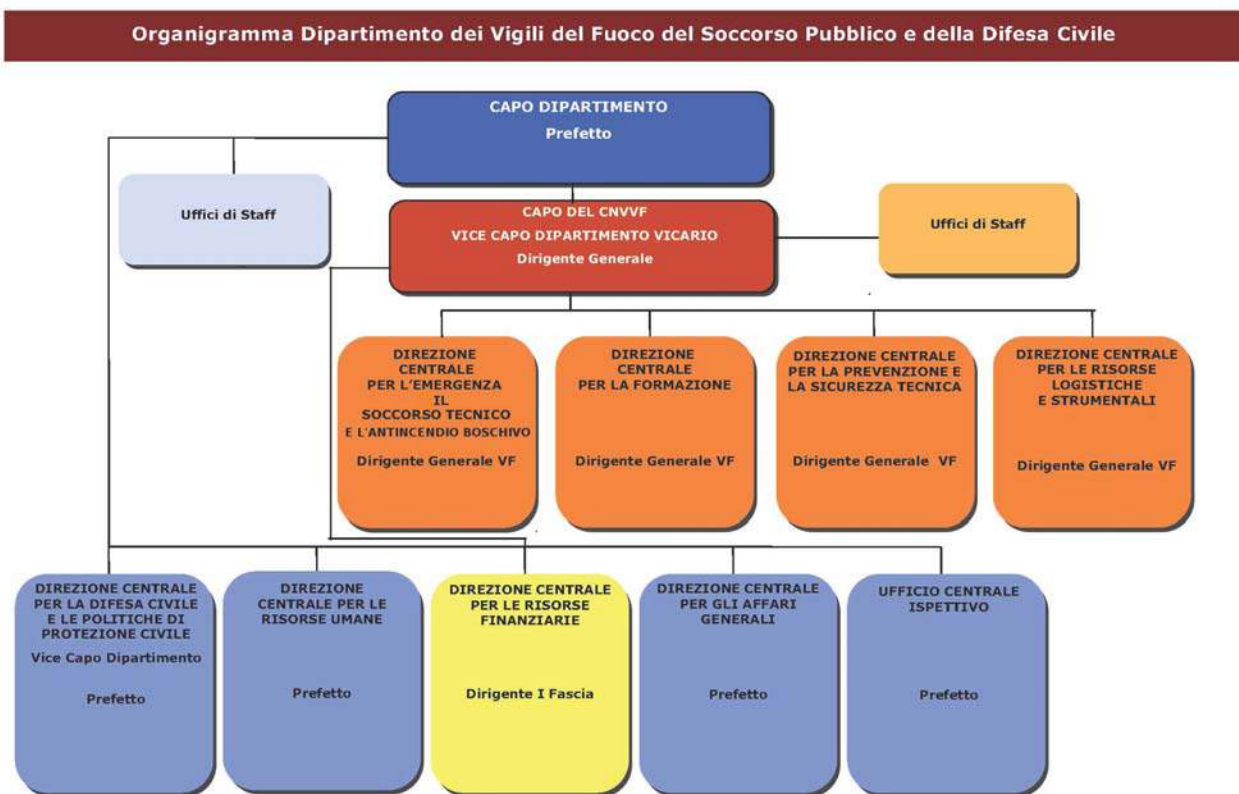 Organigramma Dipartimento dei Vigili del Fuoco del Soccorso Pubblico e della Difesa Civile
CAPO DIPARTIMENTO
Prefetto
Uffici di Staff
CAPO DEL CNVVF
VICE CAPO DIPARTIMENTO VICARIO
Dirigente Generale
Uffici di Staff
DIREZIONE
CENTRALE
PER L'EMERGENZA
IL
SOCCORSO TECNICO
E L'ANTINCENDIO BOSCHIVO
Dirigente Generale VF
DIREZIONE
CENTRALE
PER LA FORMAZIONE
Dirigente Generale VF
DIREZIONE CENTRALE
PER LA PREVENZIONE E
LA SICUREZZA TECNICA
Dirigente Generale VF
DIREZIONE CENTRALE
PER LE RISORSE
LOGISTICHE
E STRUMENTALI
Dirigente Generale VF
DIREZIONE CENTRALE
PER LA DIFESA CIVILE
E LE POLITICHE DI
PROTEZIONE CIVILE
Vice Capo Dipartimento
Prefetto
DIREZIONE
CENTRALE PER LE
RISORSE UMANE
Prefetto
DIREZIONE CENTRALE
PER LE RISORSE
FINANZIARIE
Dirigente I Fascia
DIREZIONE CENTRALE
PER GLI AFFARI
GENERALI
Prefetto
UFFICIO CENTRALE
ISPETTIVO
Prefetto